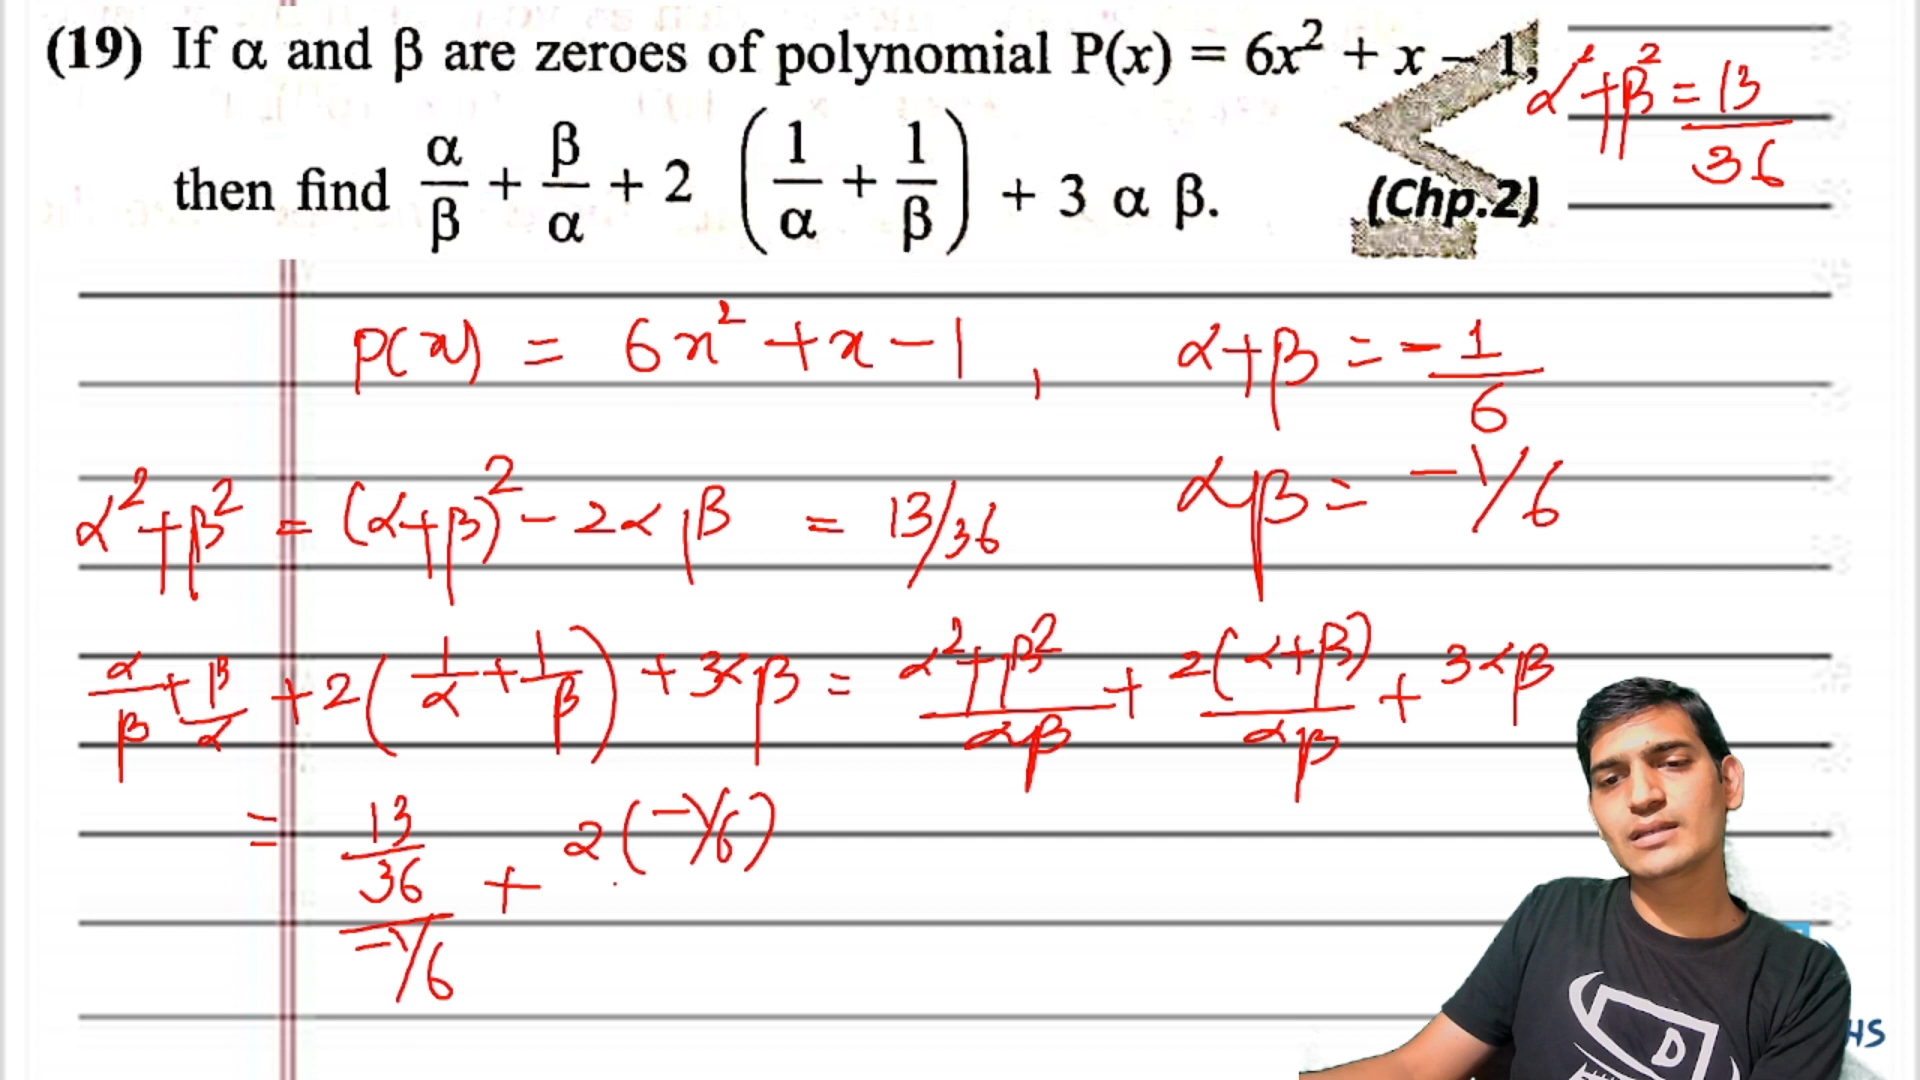 (19) If α and β are zeroes of polynomial P(x) = 6x² + x − 1,
then find α/β + β/α + 2 (1/α + 1/β) + 3 α β. (Chp.2)
α² + β² = 13/36
P(x) = 6x² + x − 1 , α + β = −1/6
αβ = −1/6
α² + β² = (α + β)² − 2αβ = 13/36
α/β + β/α + 2(1/α + 1/β) + 3αβ = (α² + β²)/αβ + 2(α + β)/αβ + 3αβ
= 13/36/−1/6 + 2(−1/6)
D
HS